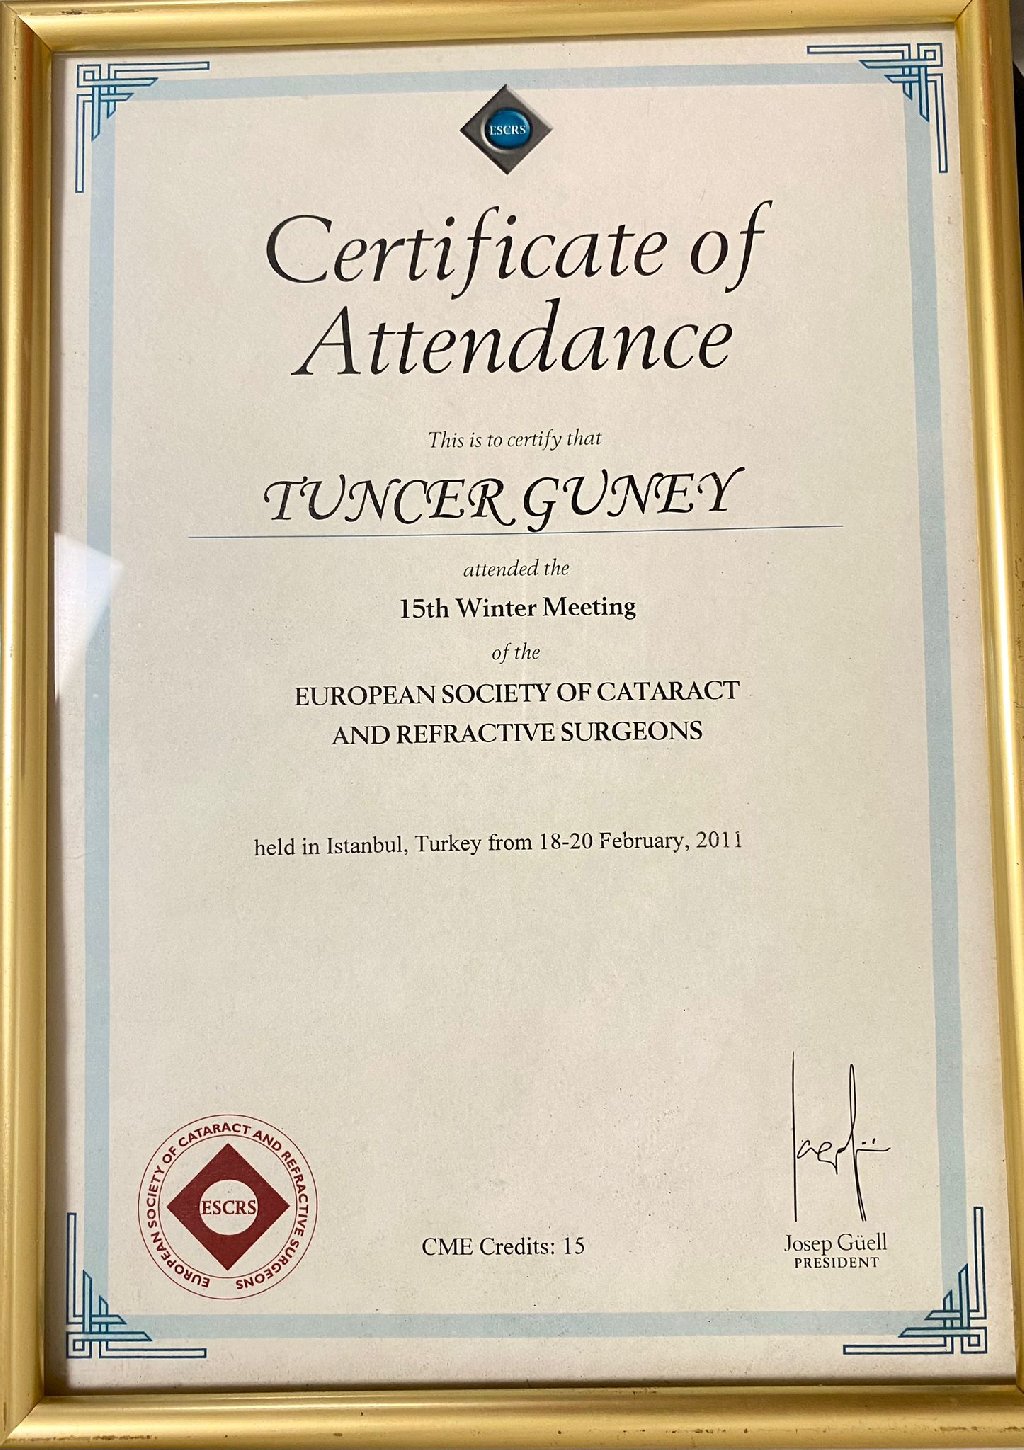 ESCRS
Certificate of
Attendance
This is to certify that
TUNCER GUNEY
attended the
15th Winter Meeting
of the
EUROPEAN SOCIETY OF CATARACT
AND REFRACTIVE SURGEONS
held in Istanbul, Turkey from 18-20 February, 2011
EUROPEAN SOCIETY OF CATARACT AND REFRACTIVE SURGEONS
ESCRS
CME Credits: 15
Josep Güell
PRESIDENT